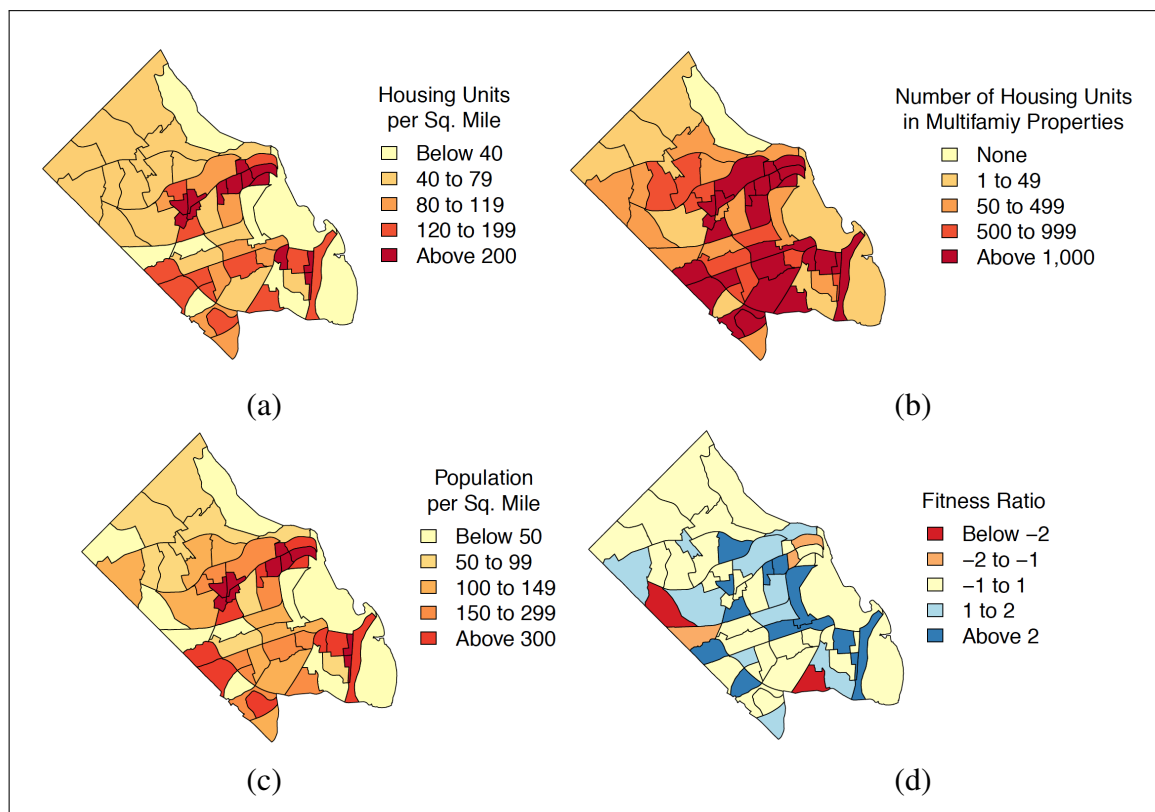 Housing Units
per Sq. Mile
Below 40
40 to 79
80 to 119
120 to 199
Above 200
(a)
Number of Housing Units
in Multifamiy Properties
None
1 to 49
50 to 499
500 to 999
Above 1,000
(b)
Population
per Sq. Mile
Below 50
50 to 99
100 to 149
150 to 299
Above 300
(c)
Fitness Ratio
Below −2
−2 to −1
−1 to 1
1 to 2
Above 2
(d)